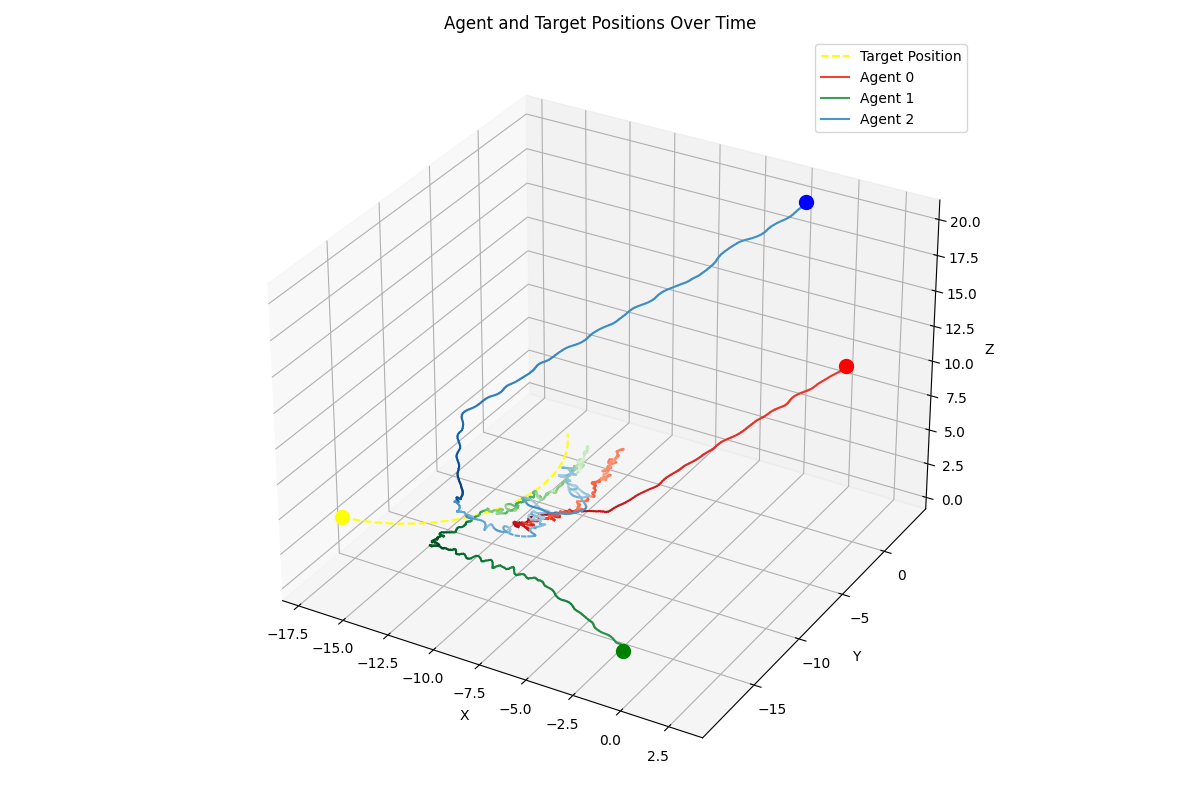 Agent and Target Positions Over Time
Target Position
Agent 0
Agent 1
Agent 2
20.0
17.5
15.0
12.5
10.0
7.5
5.0
2.5
0.0
Z
0
−5
−10
−15
Y
−17.5
−15.0
−12.5
−10.0
−7.5
−5.0
−2.5
0.0
2.5
X